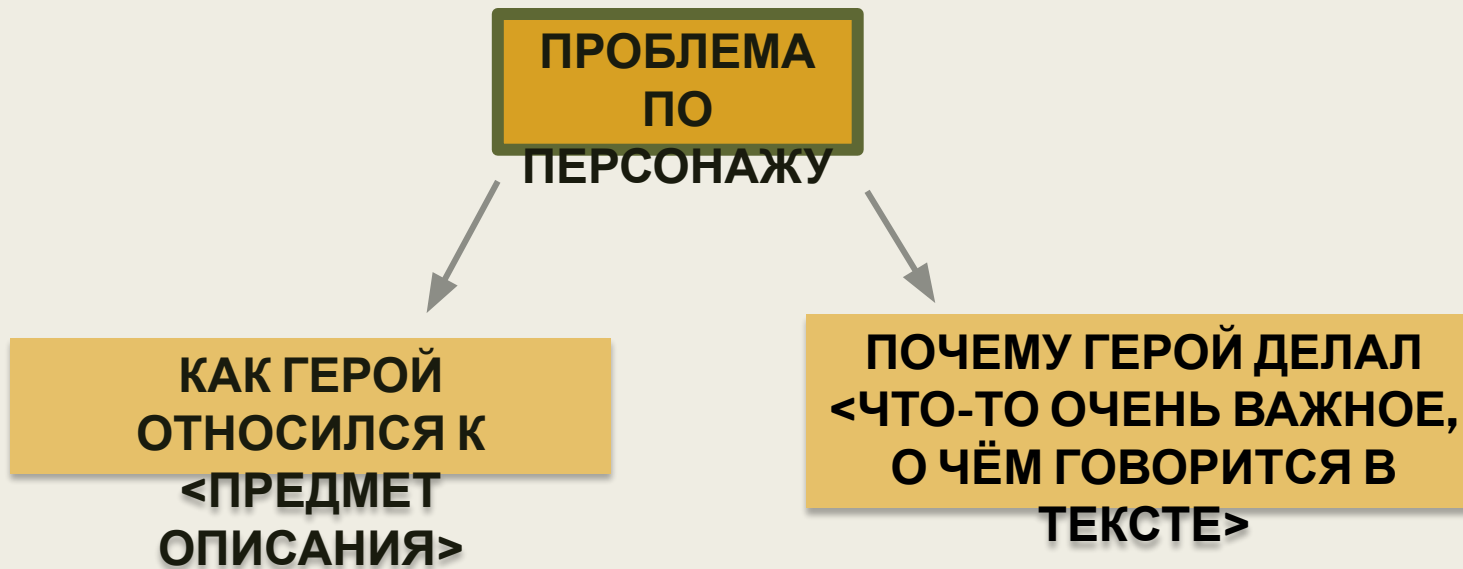 ПРОБЛЕМА
ПО
ПЕРСОНАЖУ
КАК ГЕРОЙ
ОТНОСИЛСЯ К
<ПРЕДМЕТ
ОПИСАНИЯ>
ПОЧЕМУ ГЕРОЙ ДЕЛАЛ
<ЧТО-ТО ОЧЕНЬ ВАЖНОЕ,
О ЧЁМ ГОВОРИТСЯ В
ТЕКСТЕ>